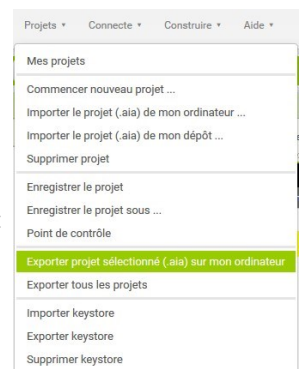 Projets Connecte Construire Aide
Mes projets
Commencer nouveau projet ...
Importer le projet (.aia) de mon ordinateur ...
Importer le projet (.aia) de mon dépôt ...
Supprimer projet
Enregistrer le projet
Enregistrer le projet sous ...
Point de contrôle
Exporter projet sélectionné (.aia) sur mon ordinateur
Exporter tous les projets
Importer keystore
Exporter keystore
Supprimer keystore